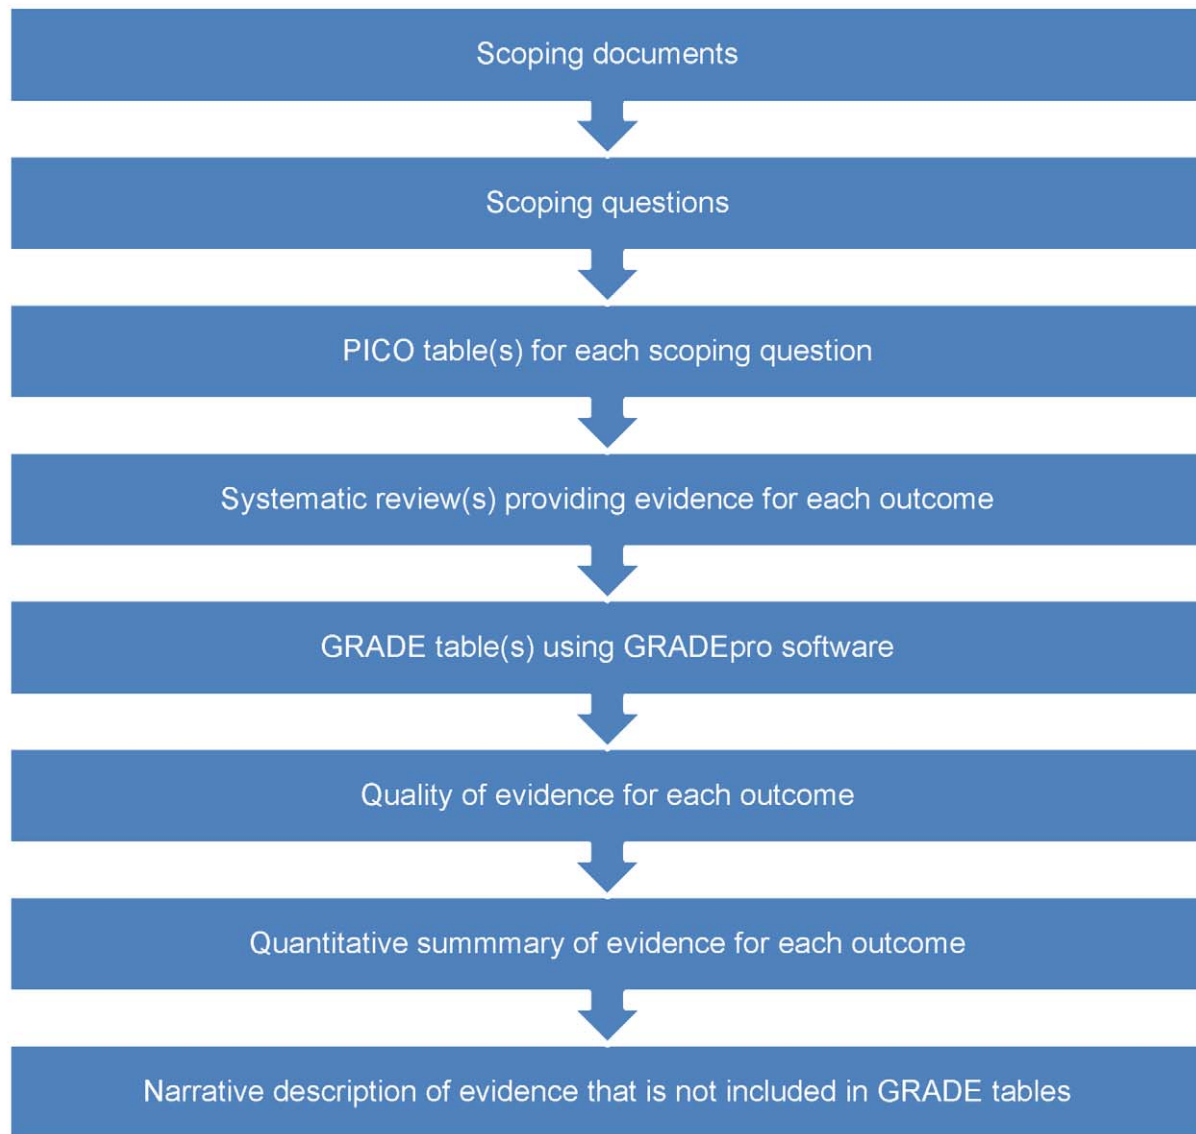 Scoping documents
Scoping questions
PICO table(s) for each scoping question
Systematic review(s) providing evidence for each outcome
GRADE table(s) using GRADEpro software
Quality of evidence for each outcome
Quantitative summmary of evidence for each outcome
Narrative description of evidence that is not included in GRADE tables